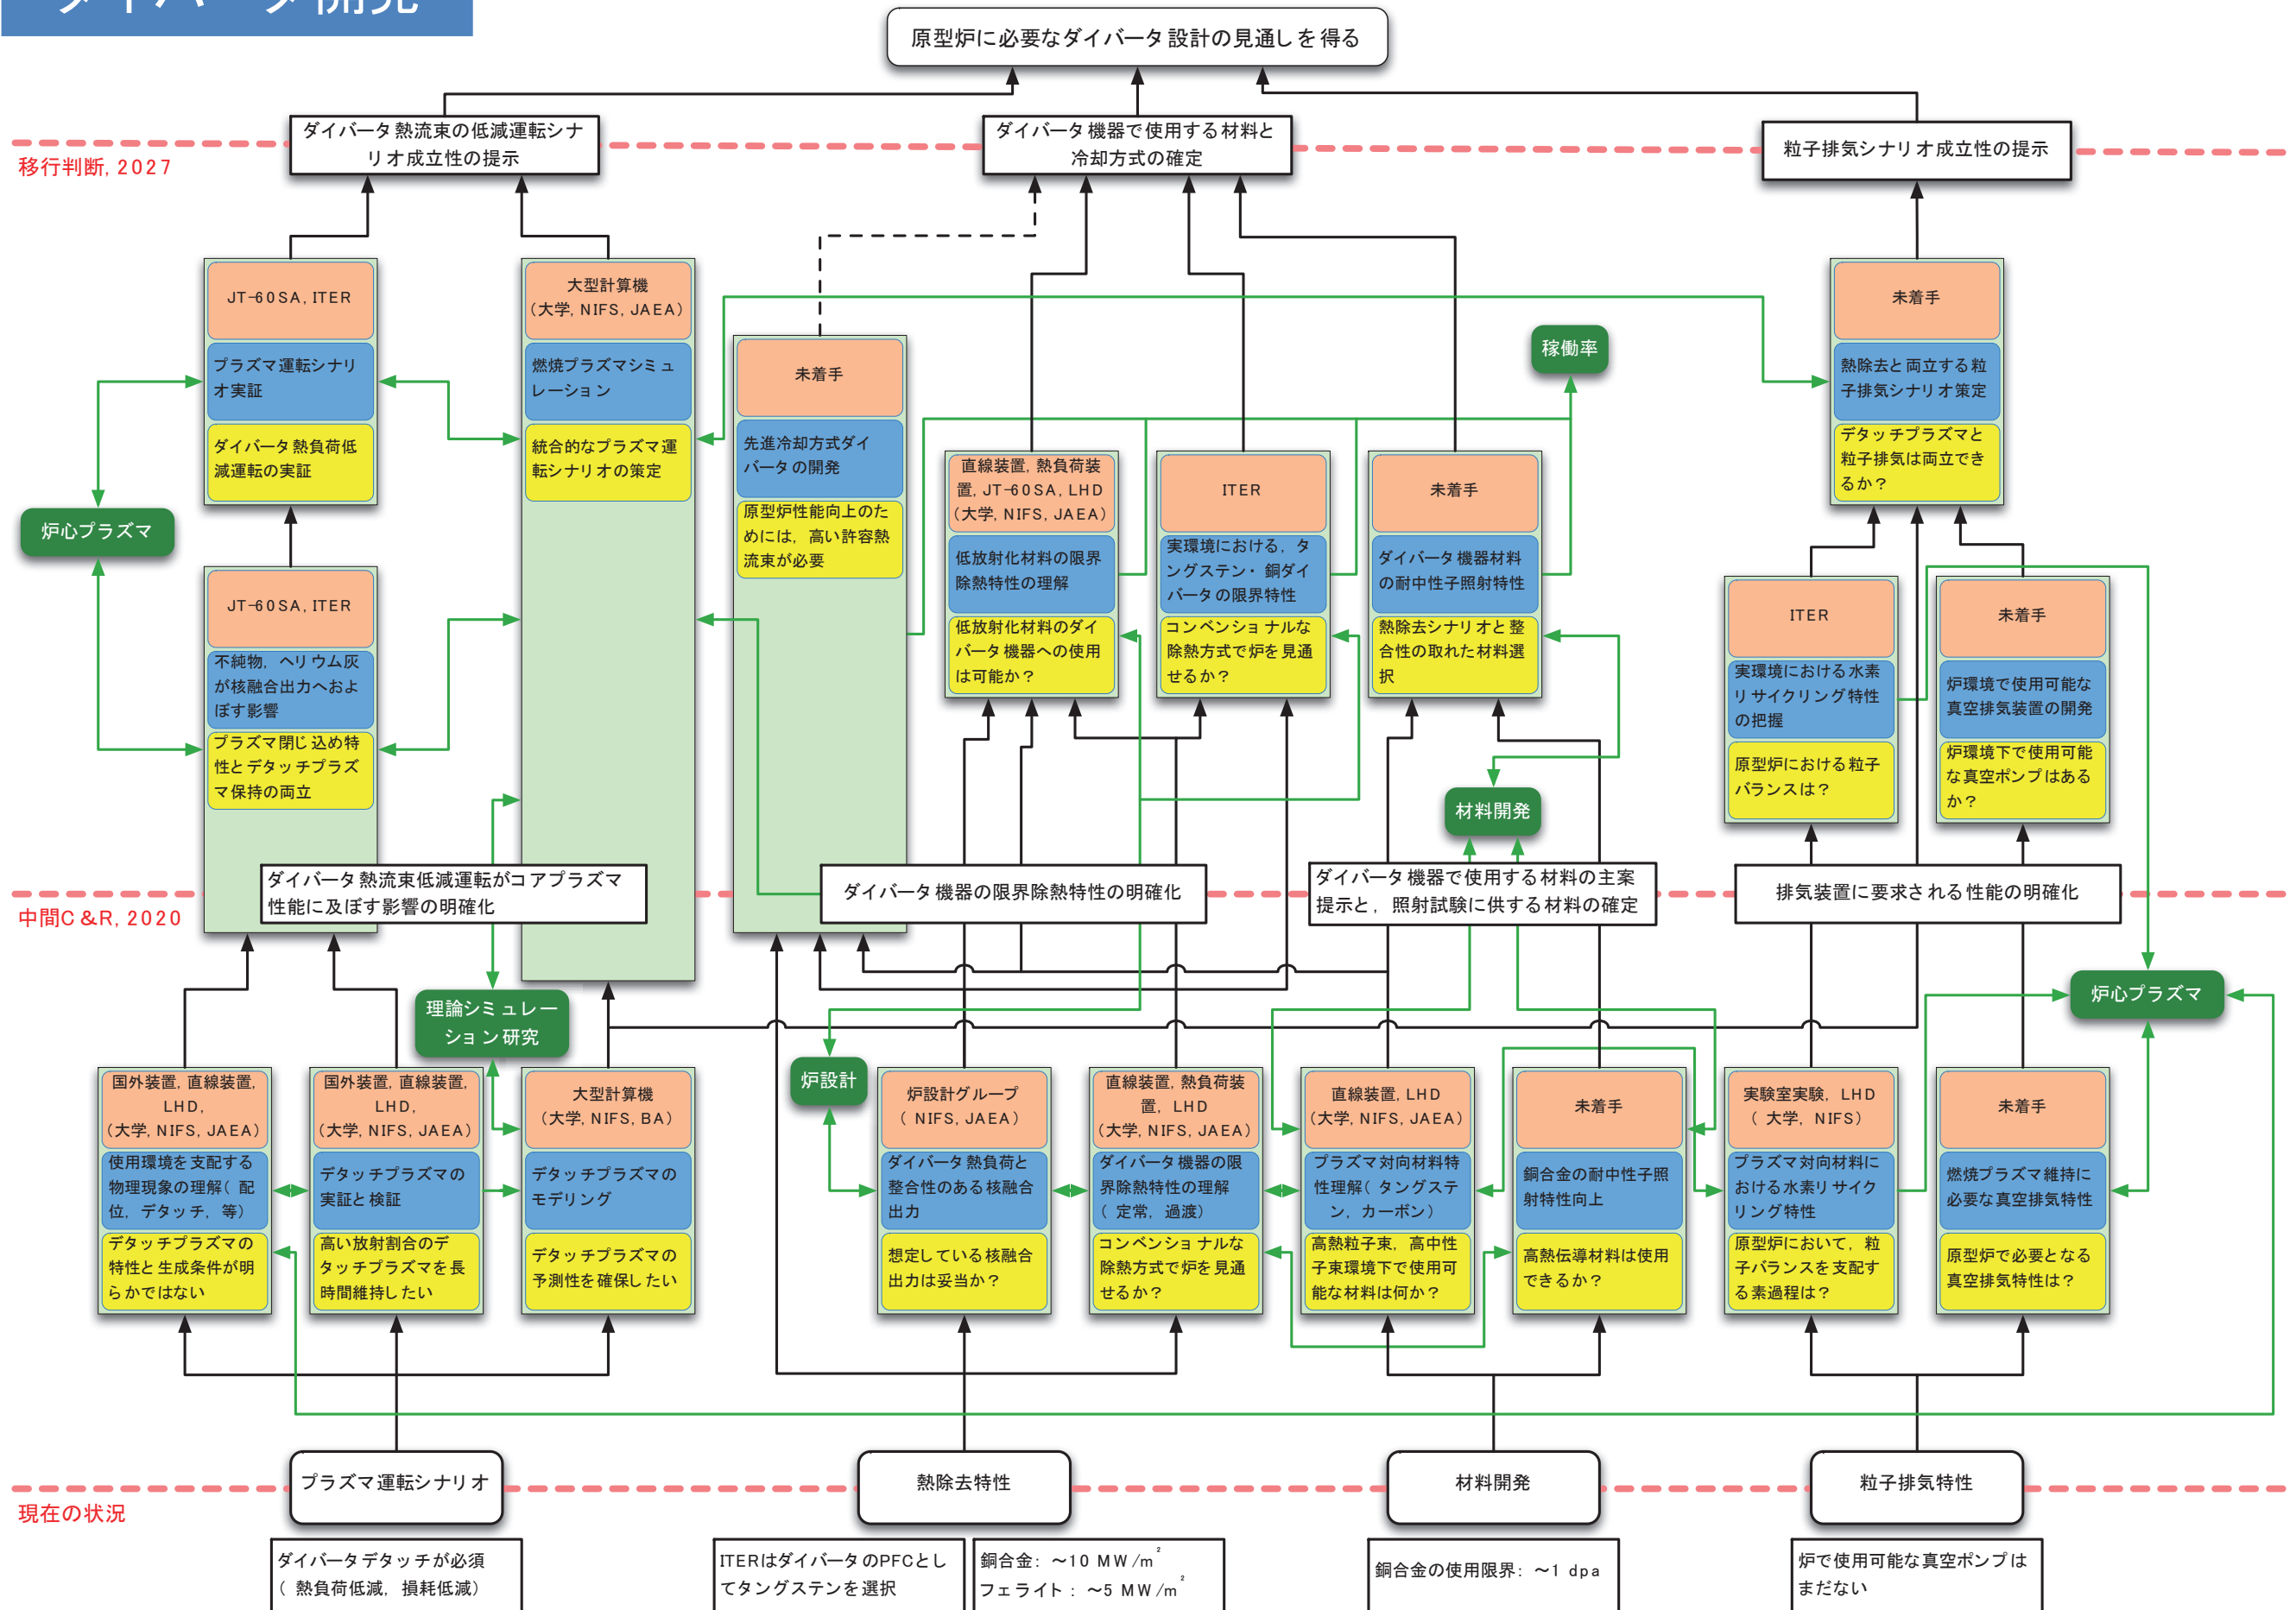 ダイバータ開発
原型炉に必要なダイバータ設計の見通しを得る
ダイバータ熱流束の低減運転シナ
リオ成立性の提示
ダイバータ機器で使用する材料と
冷却方式の確定
粒子排気シナリオ成立性の提示
移行判断, 2027
JT-60SA, ITER
プラズマ運転シナリ
オ実証
ダイバータ熱負荷低
減運転の実証
大型計算機
(大学, NIFS, JAEA)
燃焼プラズマシミュ
レーション
統合的なプラズマ運
転シナリオの策定
未着手
先進冷却方式ダイ
バータの開発
原型炉性能向上のた
めには，高い許容熱
流束が必要
直線装置, 熱負荷装
置, JT-60SA, LHD
(大学, NIFS, JAEA)
低放射化材料の限界
除熱特性の理解
低放射化材料のダイ
バータ機器への使用
は可能か？
ITER
実環境における，タ
ングステン・銅ダイ
バータの限界特性
コンベンショナルな
除熱方式で炉を見通
せるか？
未着手
ダイバータ機器材料
の耐中性子照射特性
熱除去シナリオと整
合性の取れた材料選
択
稼働率
未着手
熱除去と両立する粒
子排気シナリオ策定
デタッチプラズマと
粒子排気は両立でき
るか？
炉心プラズマ
JT-60SA, ITER
不純物，ヘリウム灰
が核融合出力へおよ
ぼす影響
プラズマ閉じ込め特
性とデタッチプラズ
マ保持の両立
ITER
実環境における水素
リサイクリング特性
の把握
原型炉における粒子
バランスは？
未着手
炉環境で使用可能な
真空排気装置の開発
炉環境下で使用可能
な真空ポンプはある
か？
材料開発
ダイバータ熱流束低減運転がコアプラズマ
性能に及ぼす影響の明確化
ダイバータ機器の限界除熱特性の明確化
ダイバータ機器で使用する材料の主案
提示と，照射試験に供する材料の確定
排気装置に要求される性能の明確化
中間C&R, 2020
理論シミュレー
ション研究
炉設計
炉心プラズマ
国外装置, 直線装置,
LHD,
(大学, NIFS, JAEA)
使用環境を支配する
物理現象の理解(配
位，デタッチ，等)
デタッチプラズマの
特性と生成条件が明
らかではない
国外装置, 直線装置,
LHD,
(大学, NIFS, JAEA)
デタッチプラズマの
実証と検証
高い放射割合のデ
タッチプラズマを長
時間維持したい
大型計算機
(大学, NIFS, BA)
デタッチプラズマの
モデリング
デタッチプラズマの
予測性を確保したい
炉設計グループ
(NIFS, JAEA)
ダイバータ熱負荷と
整合性のある核融合
出力
想定している核融合
出力は妥当か？
直線装置, 熱負荷装
置, LHD
(大学, NIFS, JAEA)
ダイバータ機器の限
界除熱特性の理解
(定常，過渡)
コンベンショナルな
除熱方式で炉を見通
せるか？
直線装置, LHD
(大学, NIFS, JAEA)
プラズマ対向材料特
性理解(タングステ
ン，カーボン)
高熱粒子束，高中性
子束環境下で使用可
能な材料は何か？
未着手
銅合金の耐中性子照
射特性向上
高熱伝導材料は使用
できるか？
実験室実験, LHD
(大学, NIFS)
プラズマ対向材料に
おける水素リサイク
リング特性
原型炉において，粒
子バランスを支配す
る素過程は？
未着手
燃焼プラズマ維持に
必要な真空排気特性
原型炉で必要となる
真空排気特性は？
プラズマ運転シナリオ
熱除去特性
材料開発
粒子排気特性
現在の状況
ダイバータデタッチが必須
(熱負荷低減，損耗低減)
ITERはダイバータのPFCとし
てタングステンを選択
銅合金: ～10 MW/m²
フェライト: ～5 MW/m²
銅合金の使用限界: ～1 dpa
炉で使用可能な真空ポンプは
まだない